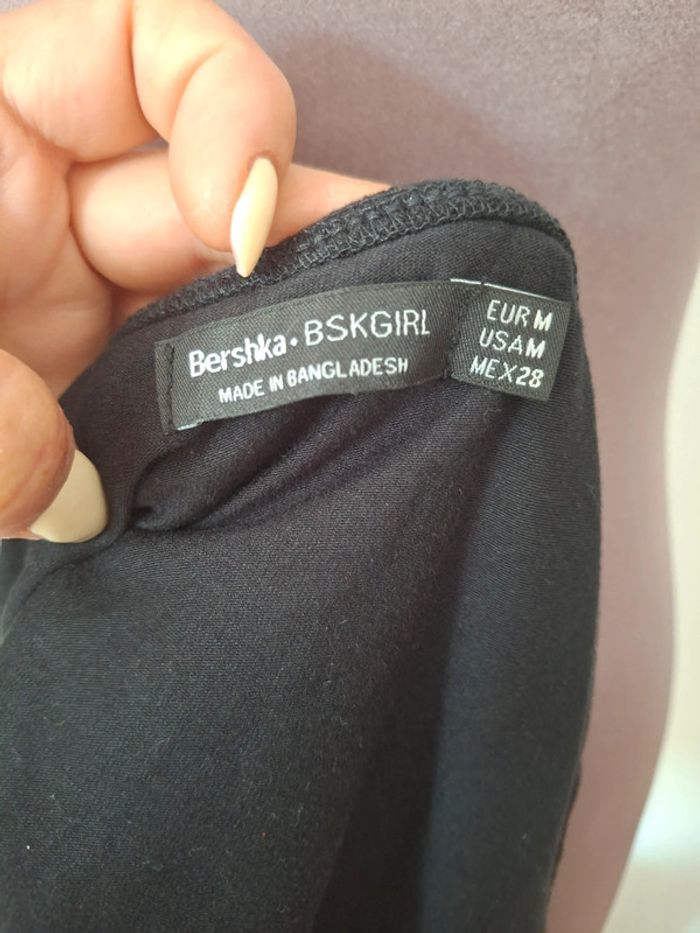 Bershka • BSKGIRL
MADE IN BANGLADESH
EUR M
USA M
MEX 28